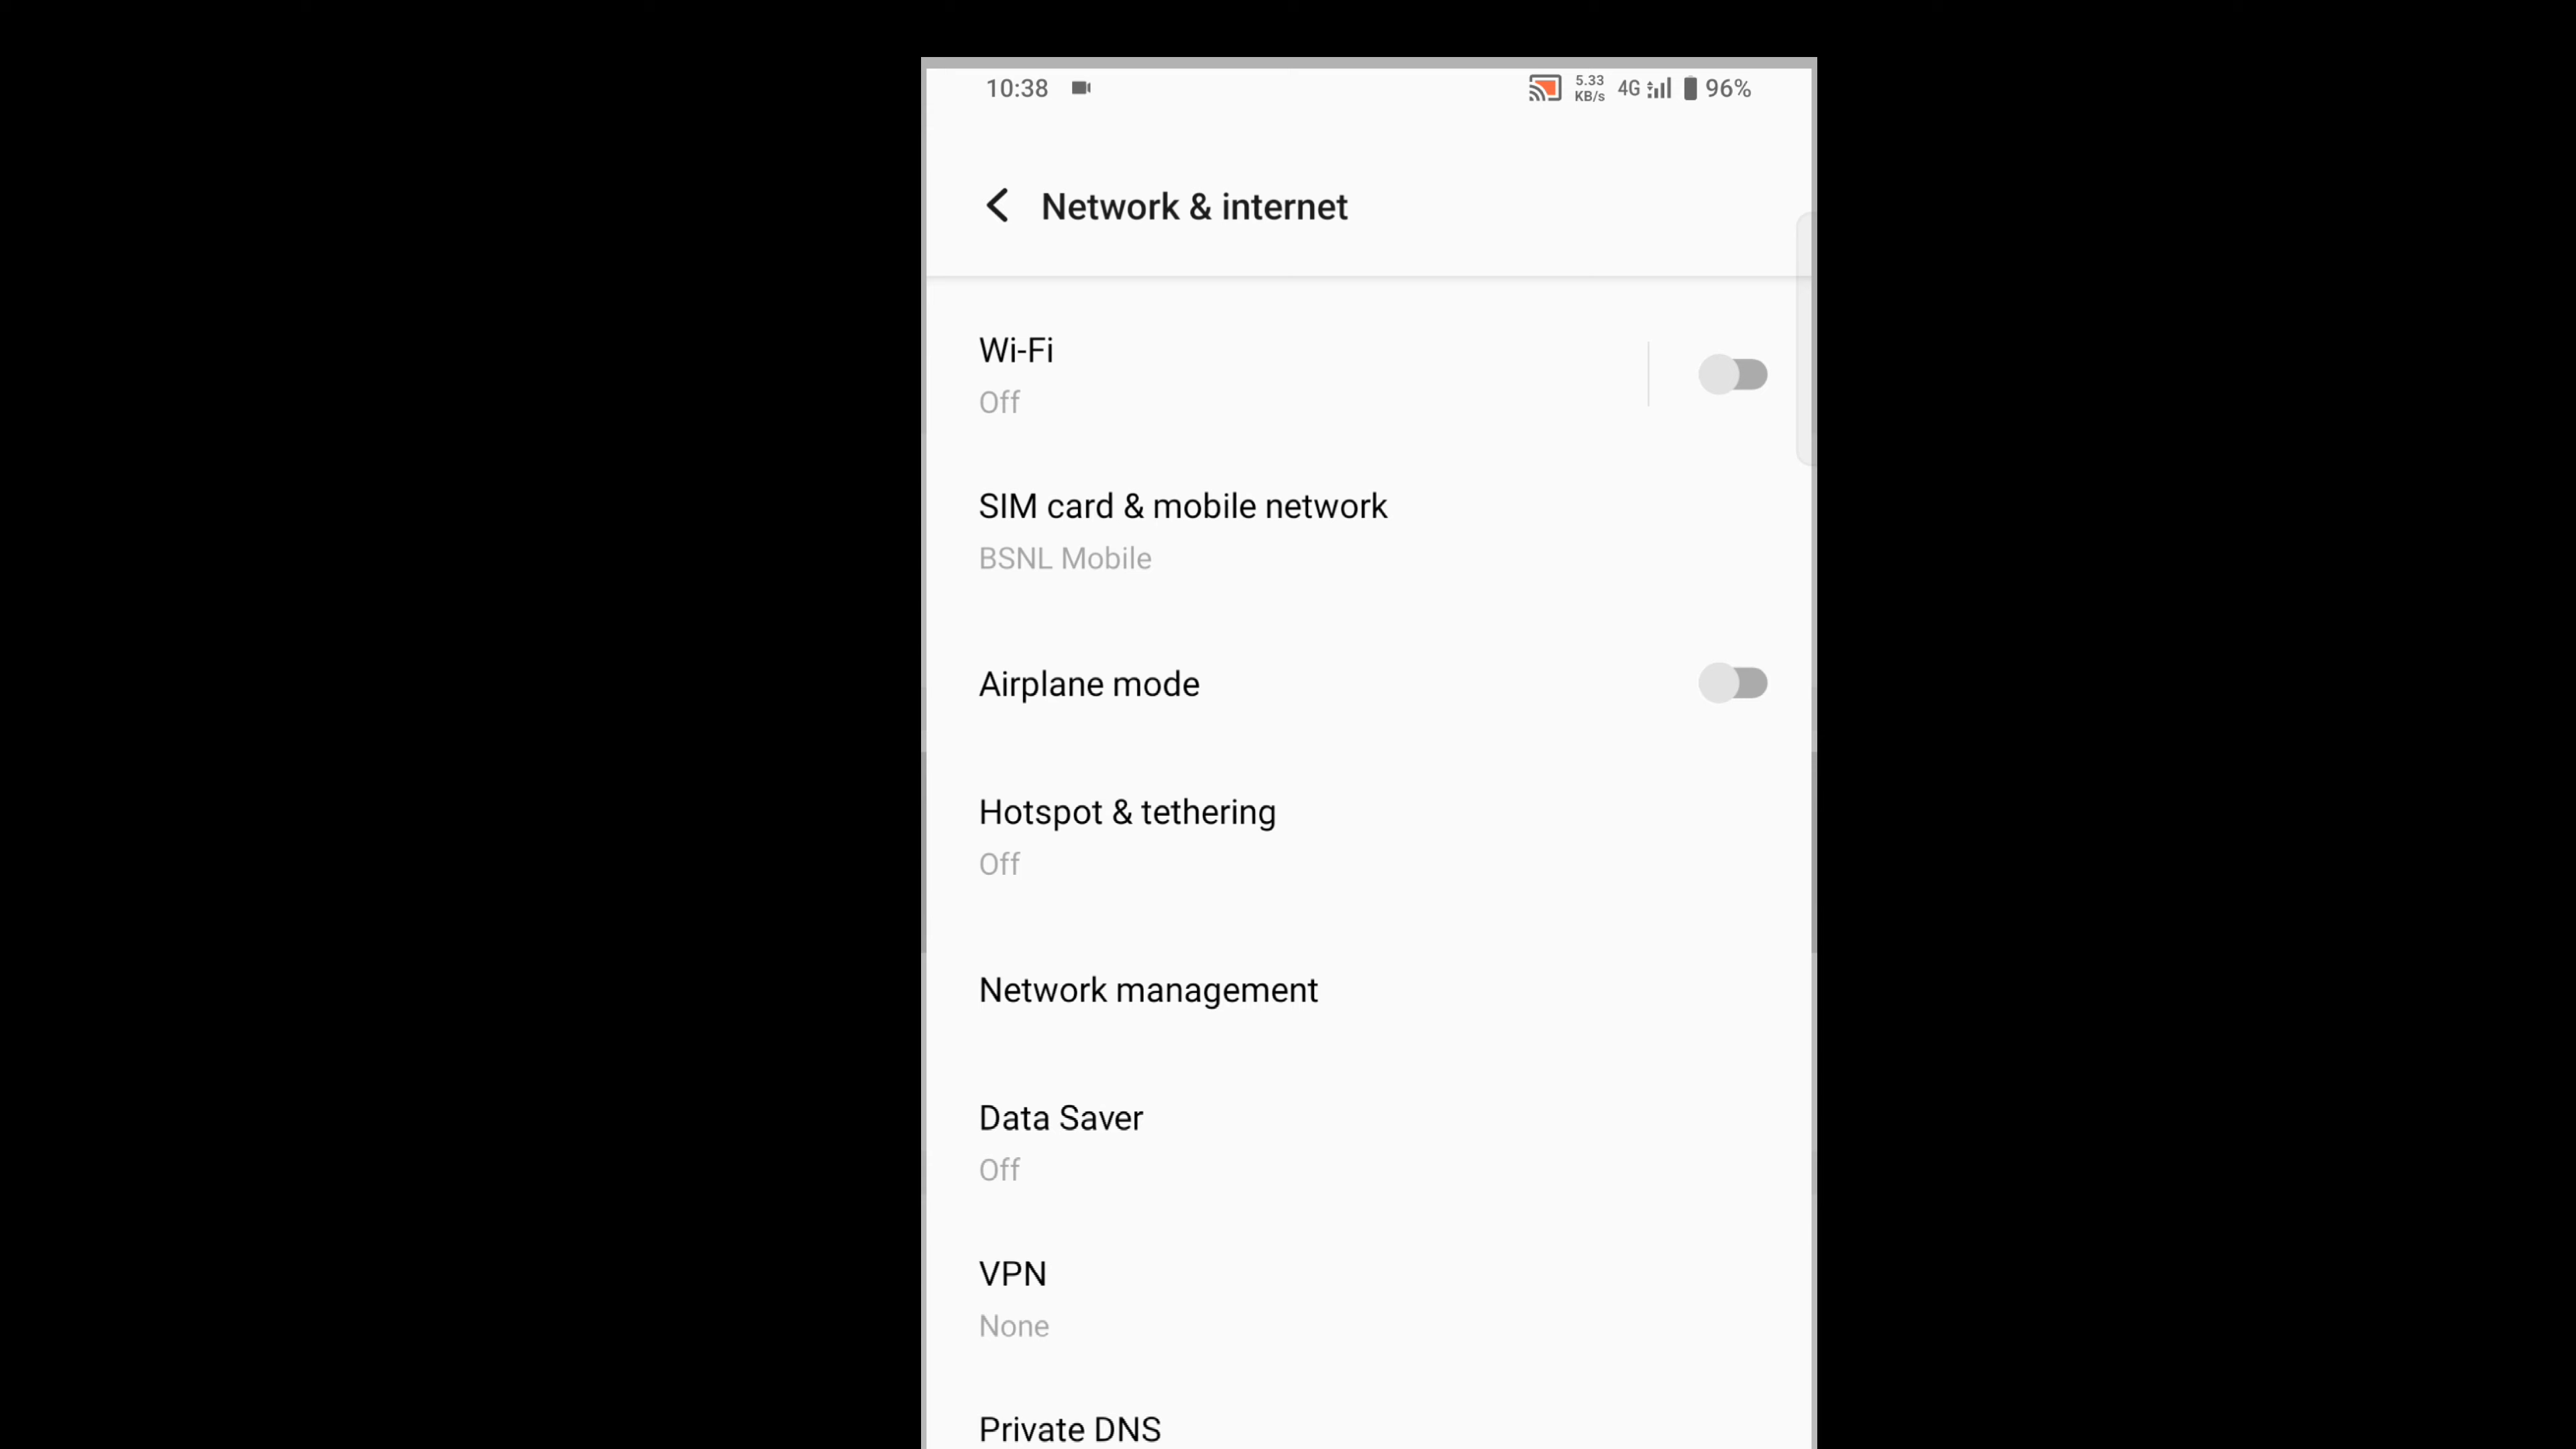 10:38 5.33 KB/s 4G 96%
Network & internet
Wi-Fi
Off
SIM card & mobile network
BSNL Mobile
Airplane mode
Hotspot & tethering
Off
Network management
Data Saver
Off
VPN
None
Private DNS